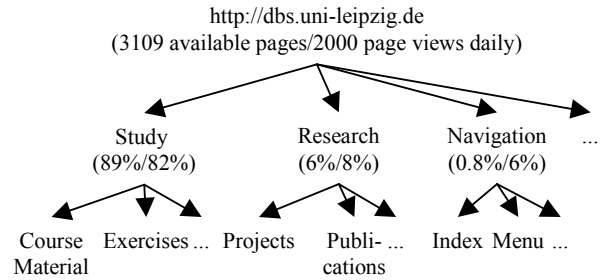 http://dbs.uni-leipzig.de
(3109 available pages/2000 page views daily)
Study Research Navigation ...
(89%/82%) (6%/8%) (0.8%/6%)
Course Exercises ... Projects Publi- ... Index Menu ...
Material cations